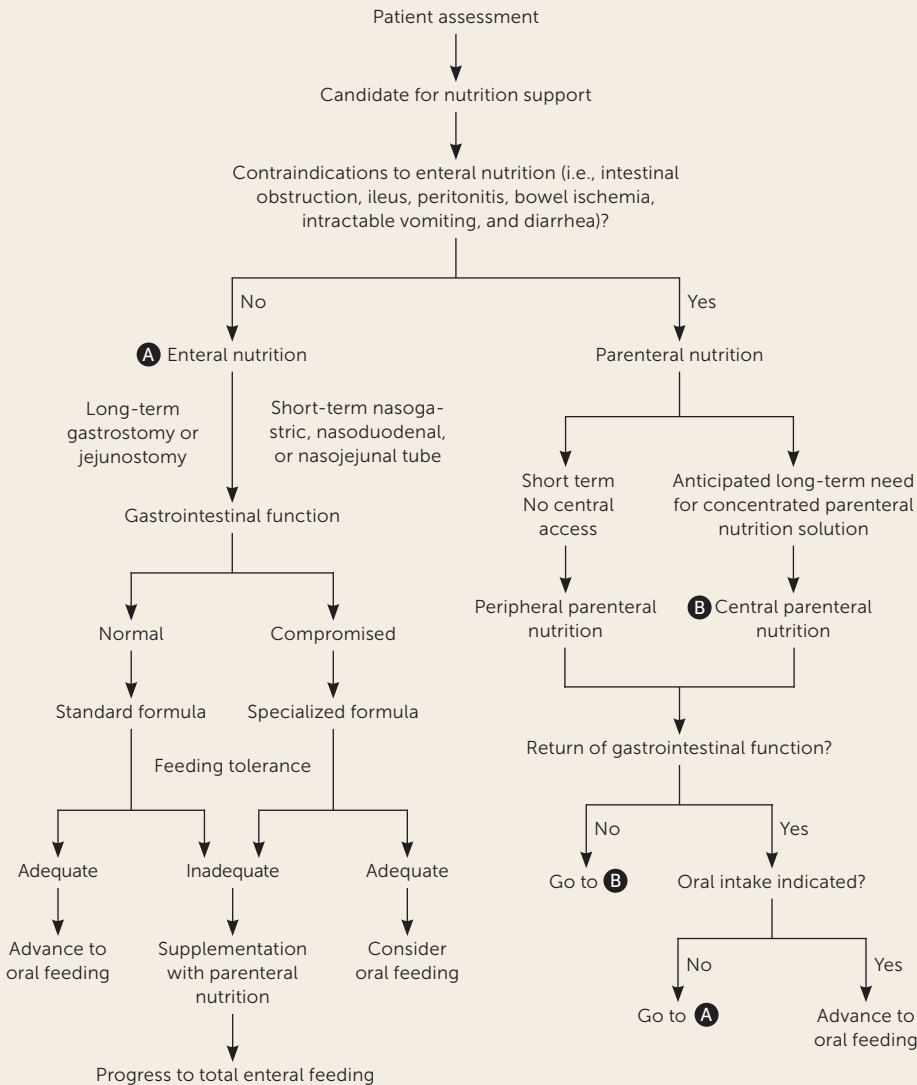 Patient assessment
Candidate for nutrition support
Contraindications to enteral nutrition (i.e., intestinal
obstruction, ileus, peritonitis, bowel ischemia,
intractable vomiting, and diarrhea)?
No
Yes
A Enteral nutrition
Parenteral nutrition
Long-term
gastrostomy or
jejunostomy
Short-term nasoga-
stric, nasoduodenal,
or nasojejunal tube
Short term
No central
access
Anticipated long-term need
for concentrated parenteral
nutrition solution
Gastrointestinal function
Peripheral parenteral
nutrition
B Central parenteral
nutrition
Normal
Compromised
Standard formula
Specialized formula
Return of gastrointestinal function?
Feeding tolerance
No
Yes
Adequate
Inadequate
Adequate
Go to B
Oral intake indicated?
Advance to
oral feeding
Supplementation
with parenteral
nutrition
Consider
oral feeding
No
Yes
Go to A
Advance to
oral feeding
Progress to total enteral feeding